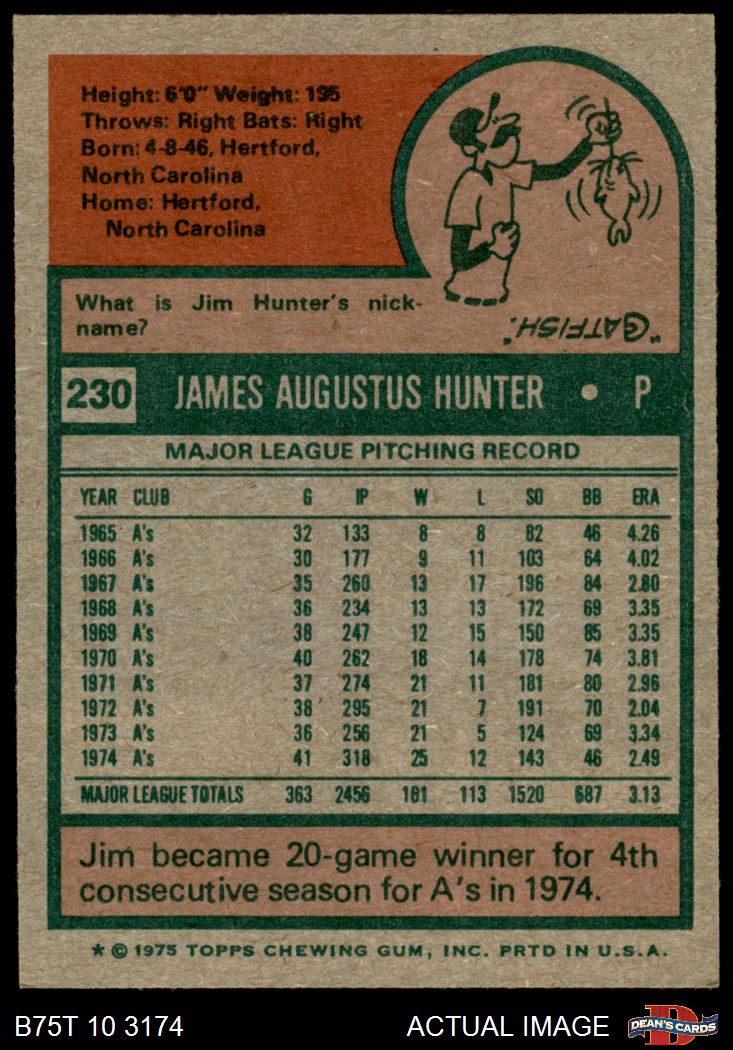 Height: 6'0" Weight: 195
Throws: Right Bats: Right
Born: 4-8-46, Hertford,
North Carolina
Home: Hertford,
North Carolina
What is Jim Hunter's nick-
name?
"CATFISH."
230 JAMES AUGUSTUS HUNTER • P
MAJOR LEAGUE PITCHING RECORD
YEAR CLUB G IP W L SO BB ERA
1965 A's 32 133 8 8 82 46 4.26
1966 A's 30 177 9 11 103 64 4.02
1967 A's 35 260 13 17 196 84 2.80
1968 A's 36 234 13 13 172 69 3.35
1969 A's 38 247 12 15 150 85 3.35
1970 A's 40 262 18 14 178 74 3.81
1971 A's 37 274 21 11 181 80 2.96
1972 A's 38 295 21 7 191 70 2.04
1973 A's 36 256 21 5 124 69 3.34
1974 A's 41 318 25 12 143 46 2.49
MAJOR LEAGUE TOTALS 363 2456 161 113 1520 687 3.13
Jim became 20-game winner for 4th
consecutive season for A's in 1974.
* © 1975 TOPPS CHEWING GUM, INC. PRTD IN U.S.A.
B75T 10 3174 ACTUAL IMAGE D DEAN'S CARDS